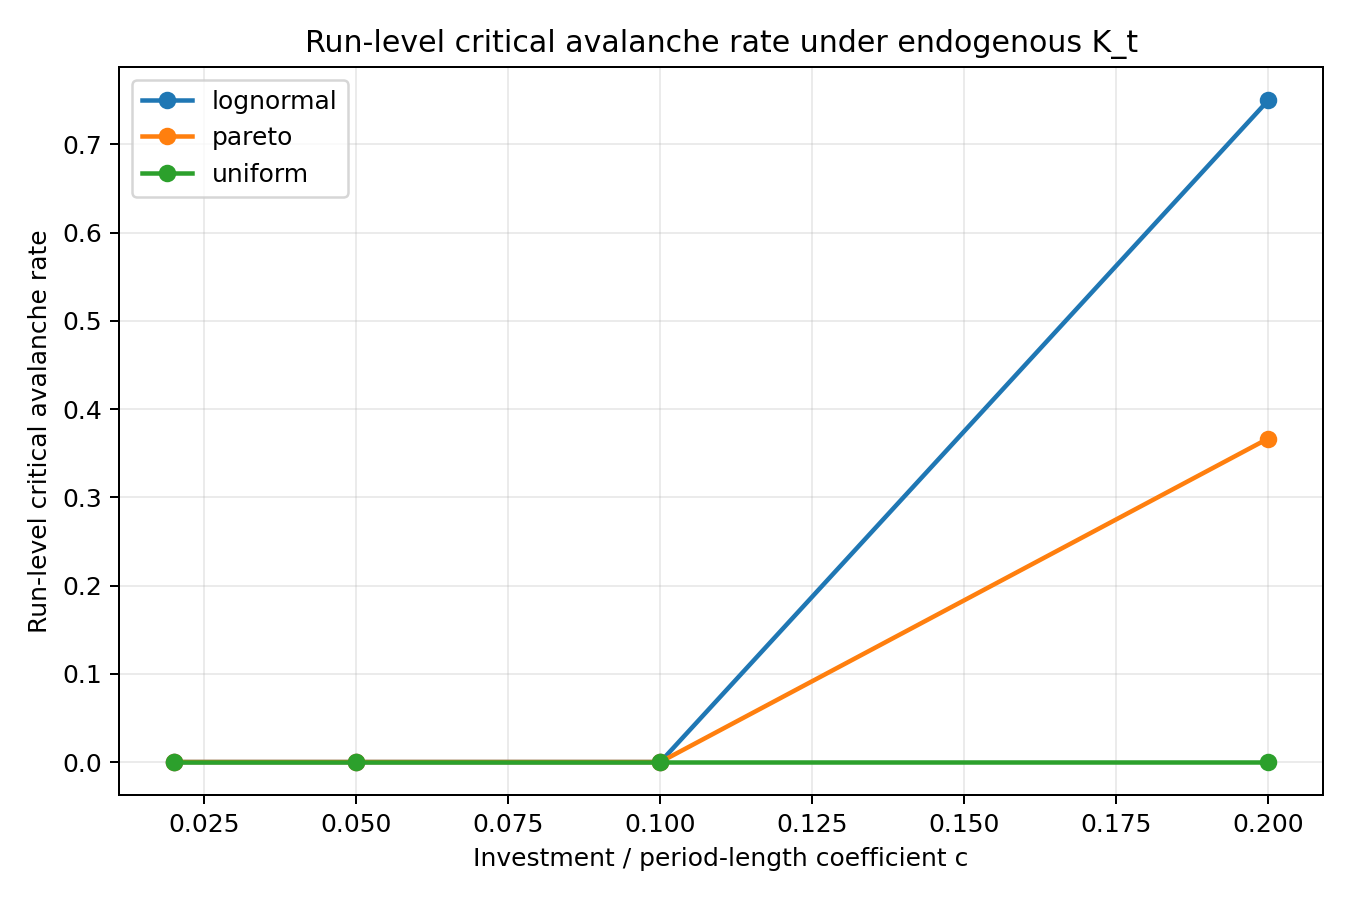 Run-level critical avalanche rate under endogenous K_t
lognormal
pareto
uniform
Run-level critical avalanche rate
0.7
0.6
0.5
0.4
0.3
0.2
0.1
0.0
0.025 0.050 0.075 0.100 0.125 0.150 0.175 0.200
Investment / period-length coefficient c